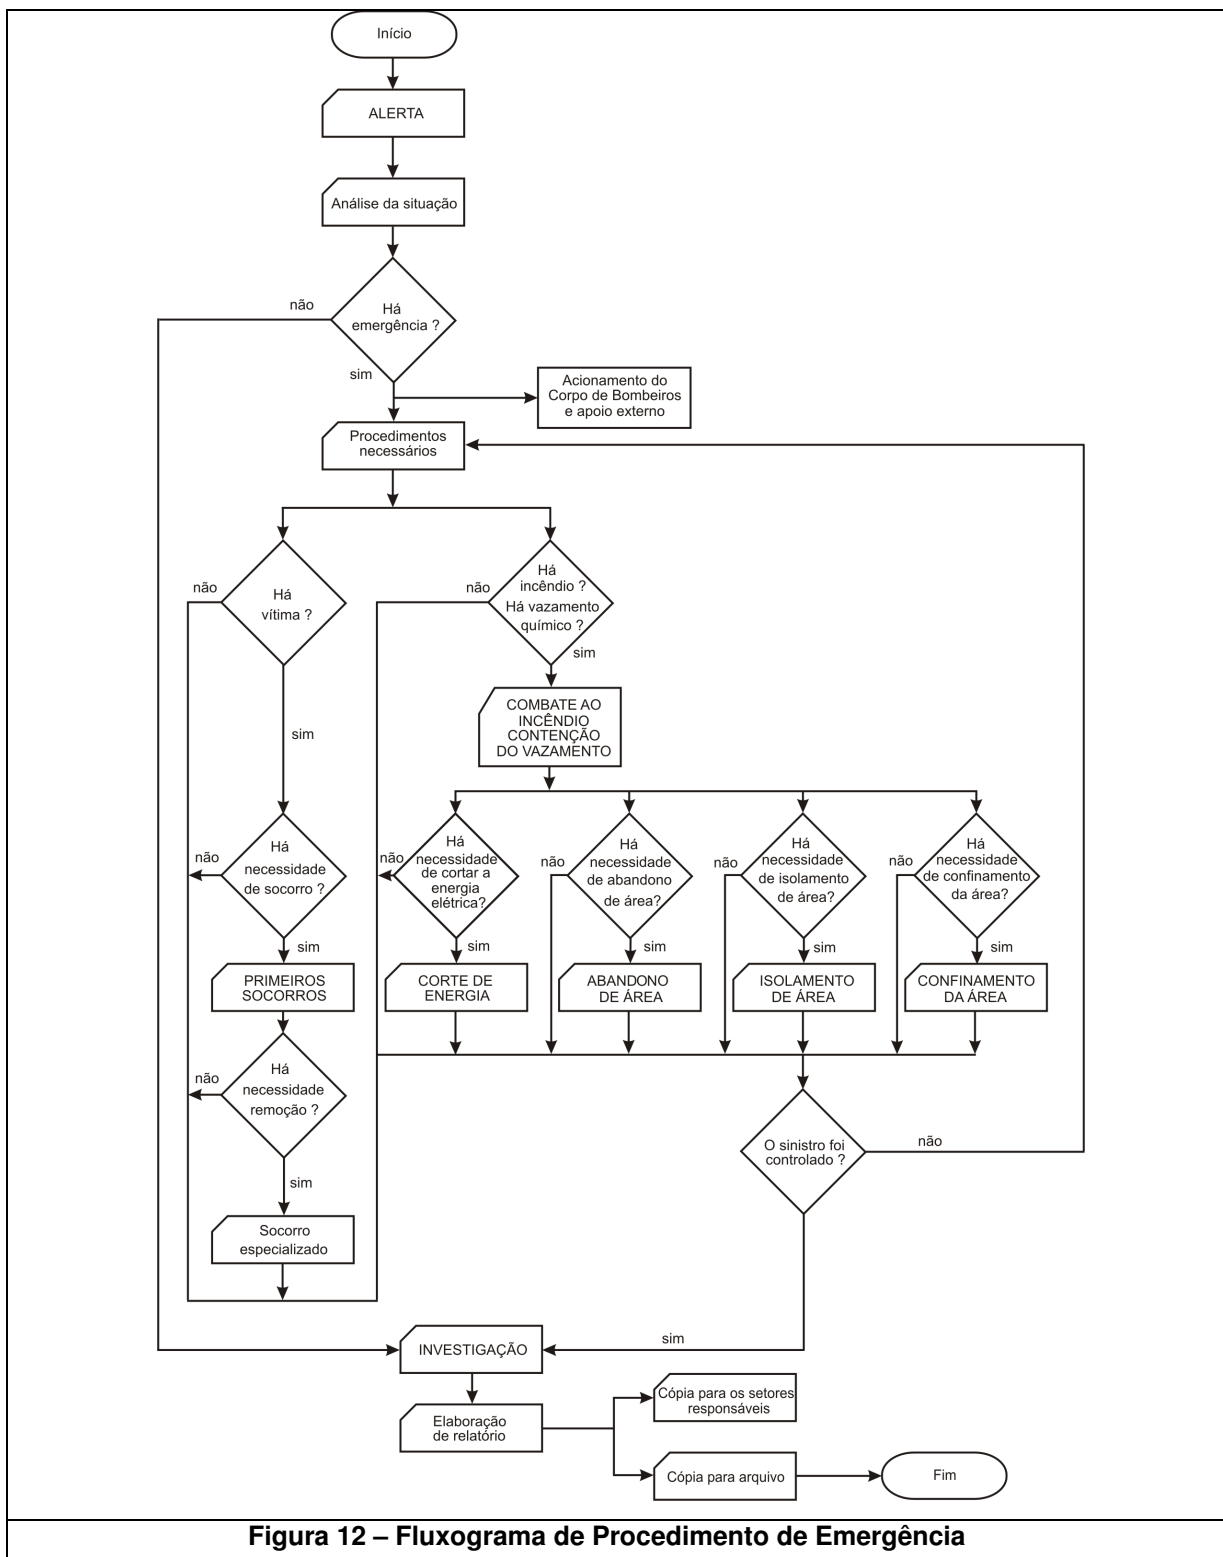 Início
ALERTA
Análise da situação
Há
emergência ?
não
sim
Acionamento do
Corpo de Bombeiros
e apoio externo
Procedimentos
necessários
Há
vítima ?
não
sim
Há
incêndio ?
Há vazamento
químico ?
não
sim
COMBATE AO
INCÊNDIO
CONTENÇÃO
DO VAZAMENTO
Há
necessidade
de socorro ?
não
sim
Há
necessidade
de cortar a
energia
elétrica?
não
sim
Há
necessidade
de abandono
de área?
não
sim
Há
necessidade
de isolamento
de área?
não
sim
Há
necessidade
de confinamento
da área?
não
sim
PRIMEIROS
SOCORROS
CORTE DE
ENERGIA
ABANDONO
DE ÁREA
ISOLAMENTO
DE ÁREA
CONFINAMENTO
DA ÁREA
Há
necessidade
remoção ?
não
sim
O sinistro foi
controlado ?
não
sim
Socorro
especializado
INVESTIGAÇÃO
Elaboração
de relatório
Cópia para os setores
responsáveis
Cópia para arquivo
Fim
Figura 12 – Fluxograma de Procedimento de Emergência